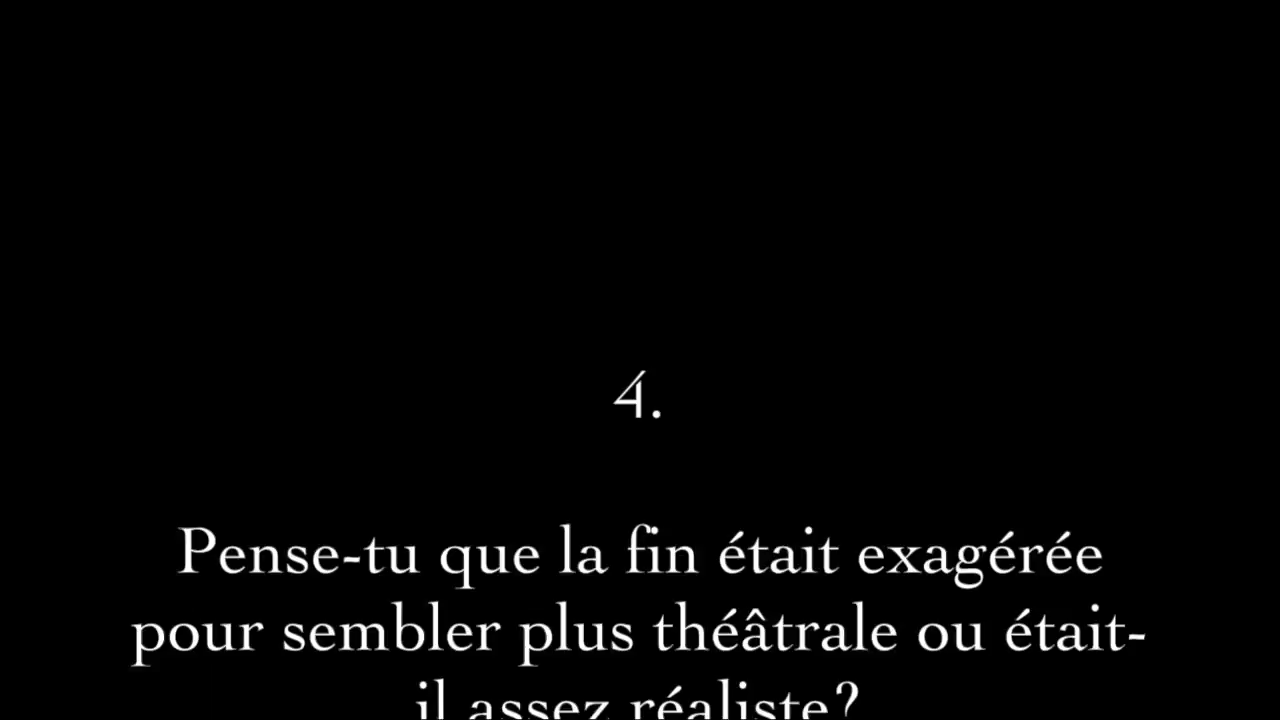 4.
Pense-tu que la fin était exagérée
pour sembler plus théâtrale ou était-
il assez réaliste?